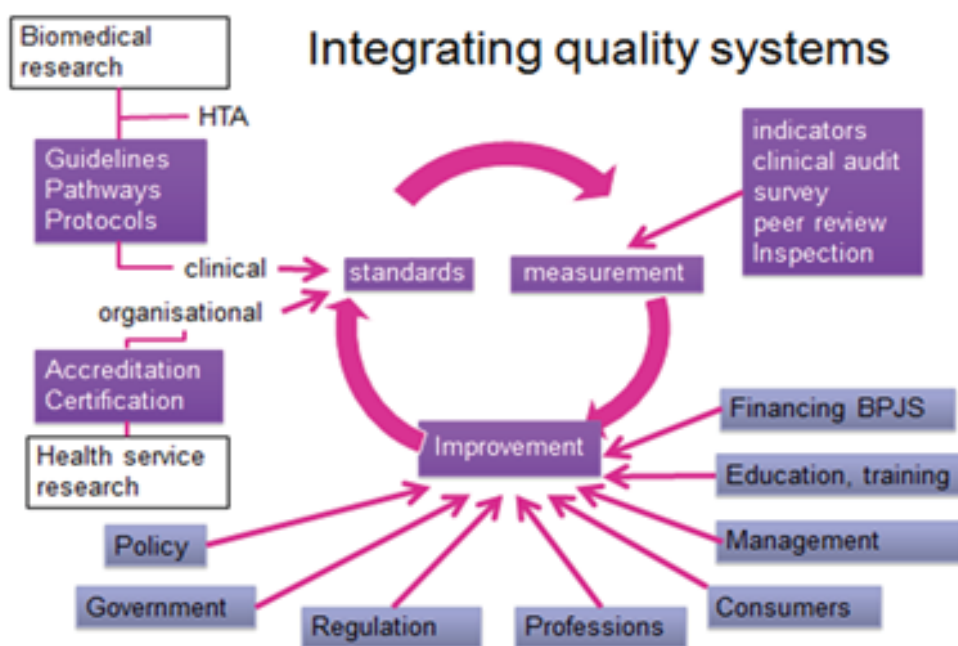 Integrating quality systems
Biomedical
research
HTA
Guidelines
Pathways
Protocols
clinical
organisational
Accreditation
Certification
Health service
research
standards
measurement
indicators
clinical audit
survey
peer review
Inspection
Improvement
Financing BPJS
Education, training
Management
Consumers
Professions
Regulation
Government
Policy